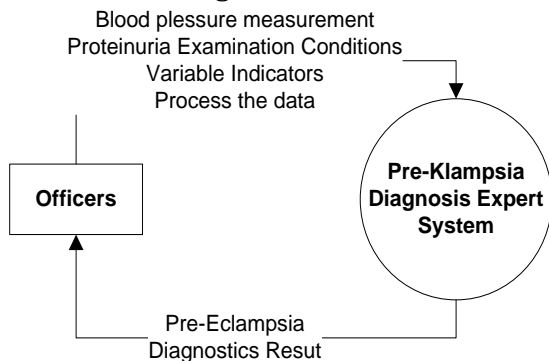 Blood plessure measurement
Proteinuria Examination Conditions
Variable Indicators
Process the data
Officers
Pre-Klampsia
Diagnosis Expert
System
Pre-Eclampsia
Diagnostics Resut